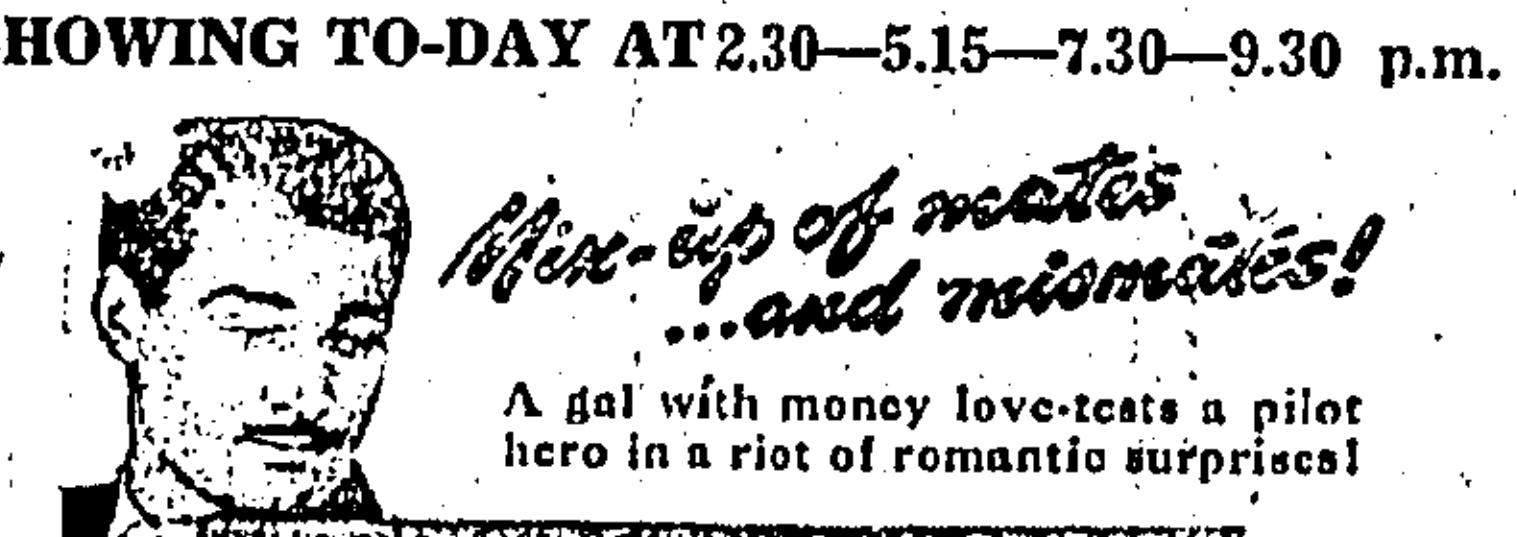 HOWING TO-DAY AT 2.30—5.15—7.30—9.30 p.m.
Mix-up of mates
...and mismates!
A gal with money love-tests a pilot
hero in a riot of romantic surprises!